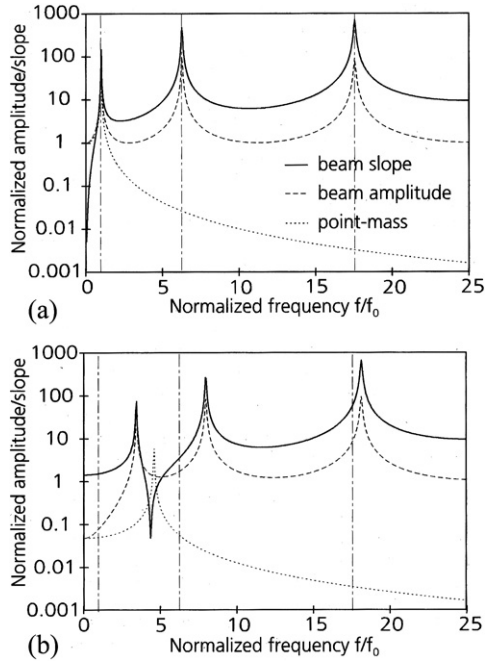 Normalized amplitude/slope
1000
100
10
1
0.1
0.01
0.001
beam slope
beam amplitude
point-mass
0 5 10 15 20 25
Normalized frequency f/f₀
(a)
Normalized amplitude/slope
1000
100
10
1
0.1
0.01
0.001
0 5 10 15 20 25
Normalized frequency f/f₀
(b)